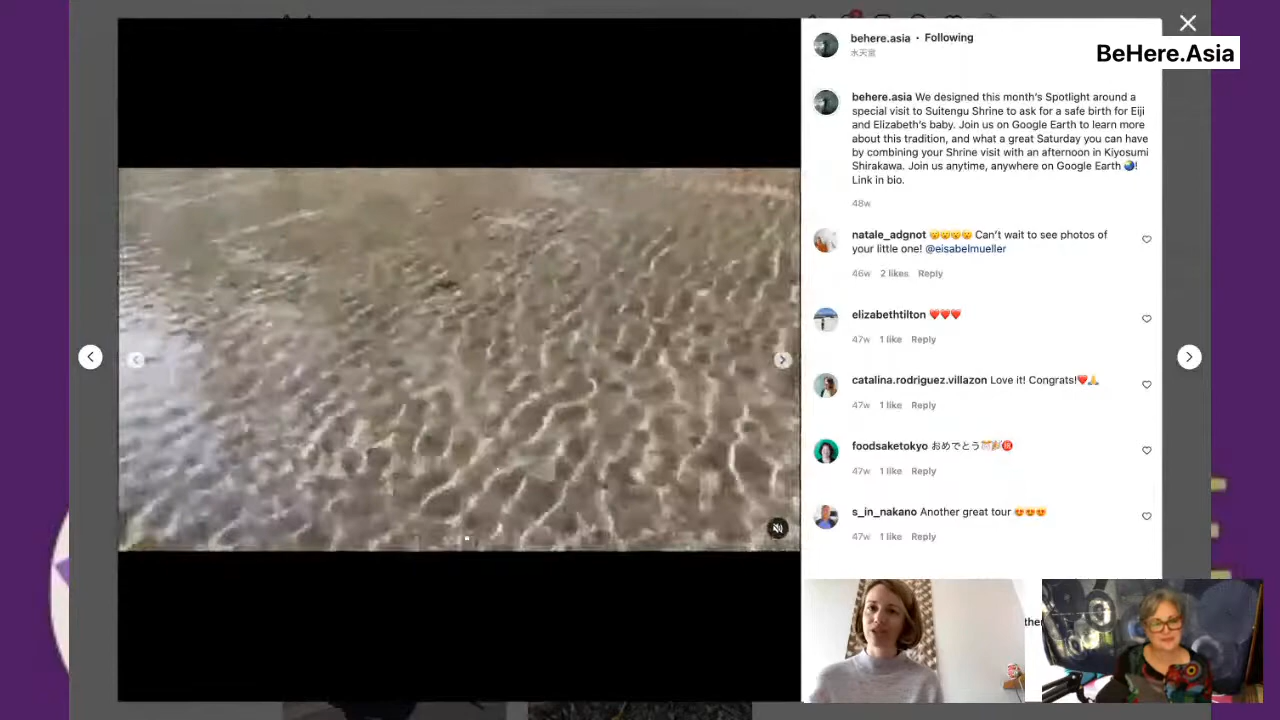 behere.asia • Following
水天宮
BeHere.Asia
behere.asia We designed this month's Spotlight around a
special visit to Suitengu Shrine to ask for a safe birth for Eiji
and Elizabeth's baby. Join us on Google Earth to learn more
about this tradition, and what a great Saturday you can have
by combining your Shrine visit with an afternoon in Kiyosumi
Shirakawa. Join us anytime, anywhere on Google Earth 🌏!
Link in bio.
48w
natale_adgnot 😴😴😴😴 Can't wait to see photos of
your little one! @eisabelmueller
46w 2 likes Reply
elizabethtilton ❤️❤️❤️
47w 1 like Reply
catalina.rodriguez.villazon Love it! Congrats!❤️🙏
47w 1 like Reply
foodsaketokyo おめでとう🎊🎉㊗️
47w 1 like Reply
s_in_nakano Another great tour 😍😍😍
47w 1 like Reply